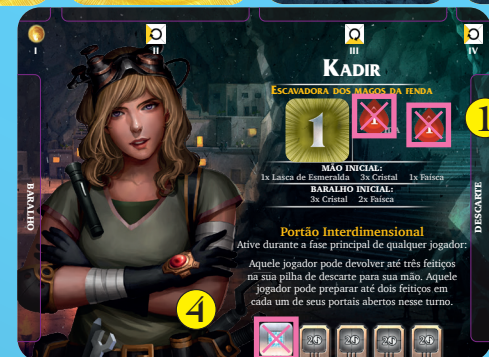 I II III IV
KADIR
ESCAVADORA DOS MAGOS DA FENDA
1
1
MÃO INICIAL:
1x Lasca de Esmeralda 3x Cristal 1x Faísca
BARALHO INICIAL:
3x Cristal 2x Faísca
BARALHO
DESCARTE
Portão Interdimensional
Ative durante a fase principal de qualquer jogador:
Aquele jogador pode devolver até três feitiços
na sua pilha de descarte para sua mão. Aquele
jogador pode preparar até dois feitiços em
cada um de seus portais abertos nesse turno.
4